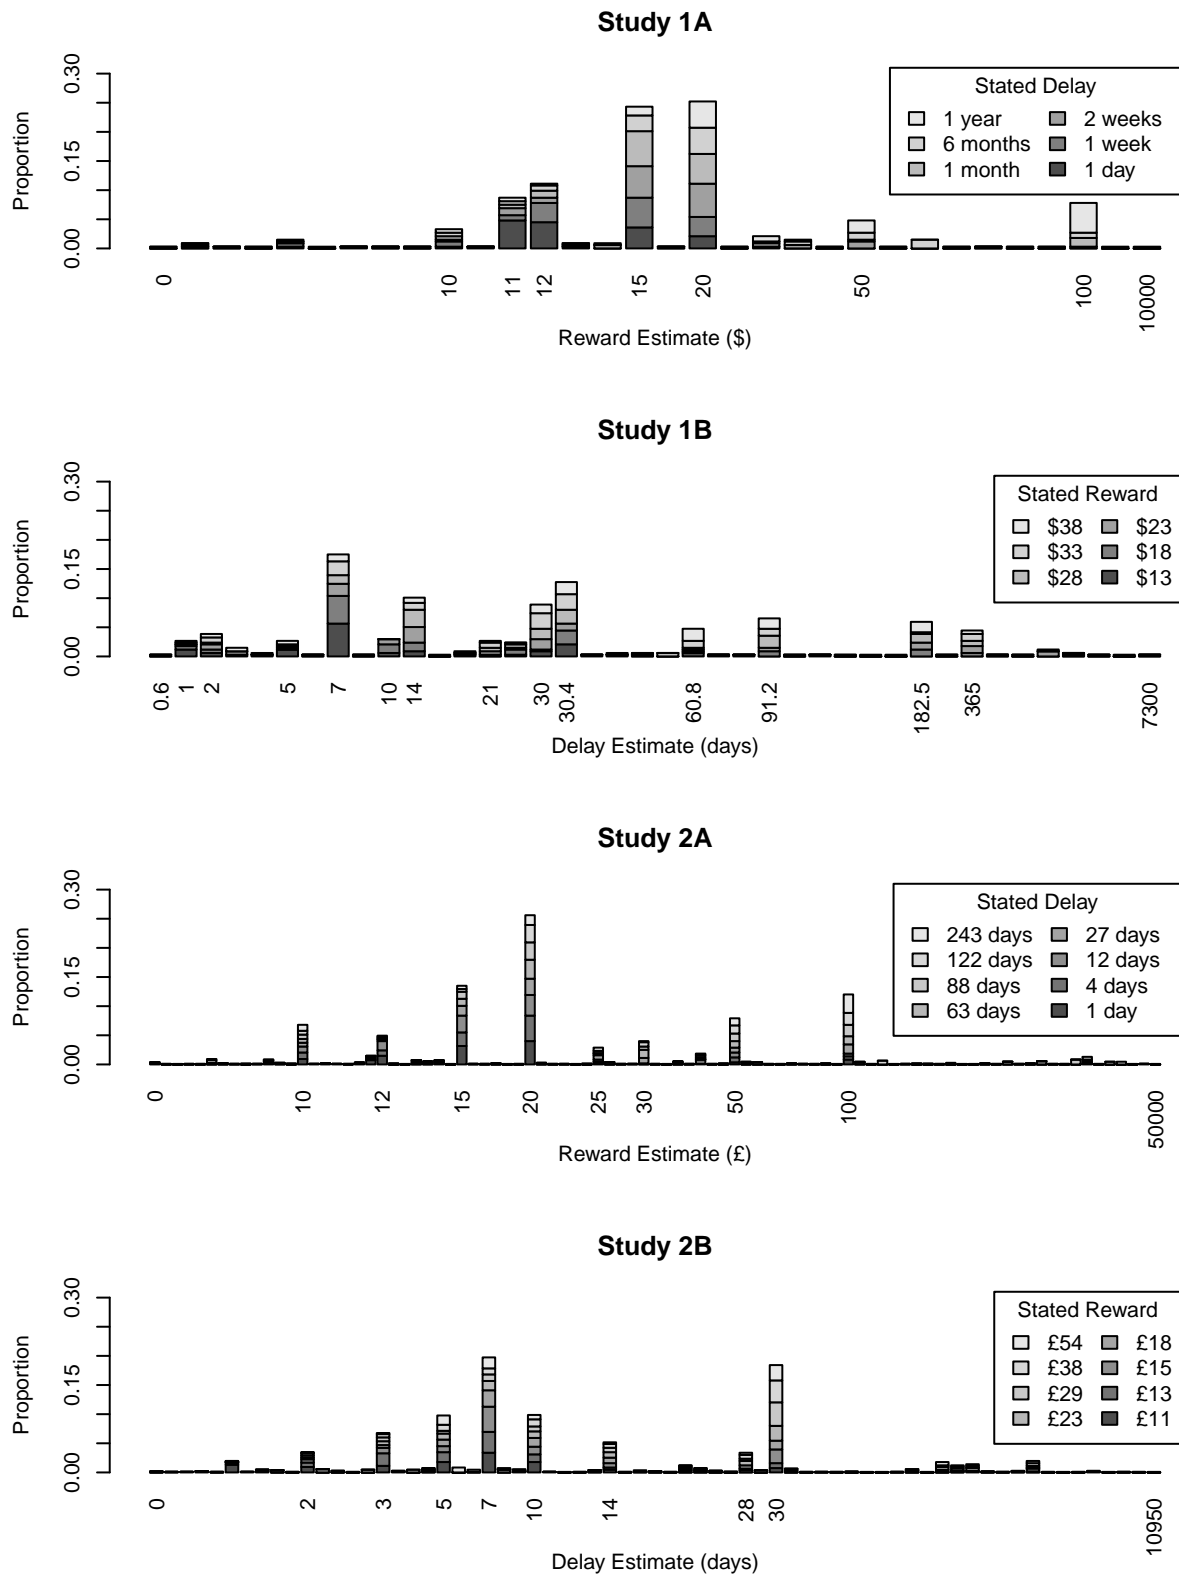 Study 1A
Proportion
0.30
0.15
0.00
Stated Delay
1 year 2 weeks
6 months 1 week
1 month 1 day
0 10 11 12 15 20 50 100 10000
Reward Estimate ($)
Study 1B
Proportion
0.30
0.15
0.00
Stated Reward
$38 $23
$33 $18
$28 $13
0.6 1 2 5 7 10 14 21 30 30.4 60.8 91.2 182.5 365 7300
Delay Estimate (days)
Study 2A
Proportion
0.30
0.15
0.00
Stated Delay
243 days 27 days
122 days 12 days
88 days 4 days
63 days 1 day
0 10 12 15 20 25 30 50 100 50000
Reward Estimate (£)
Study 2B
Proportion
0.30
0.15
0.00
Stated Reward
£54 £18
£38 £15
£29 £13
£23 £11
0 2 3 5 7 10 14 28 30 10950
Delay Estimate (days)